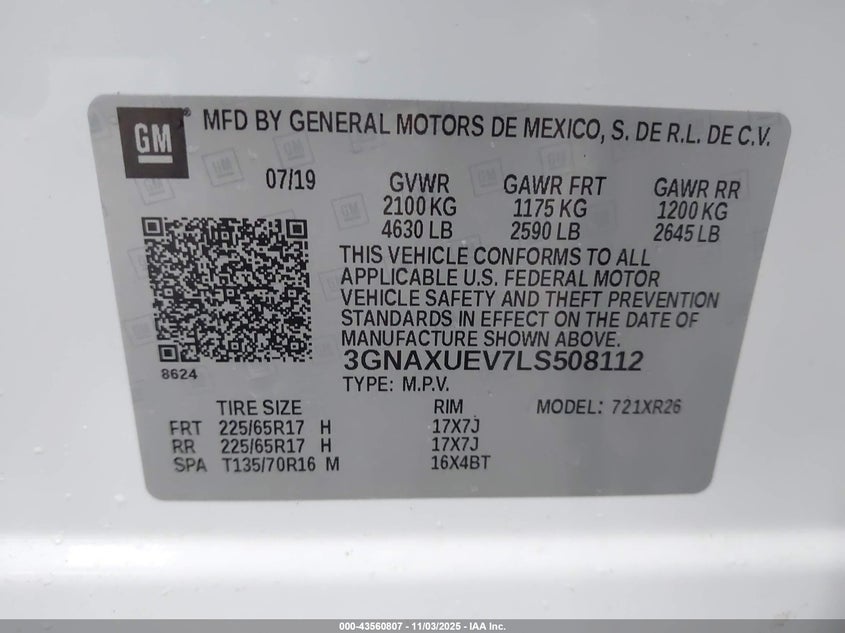 GM
MFD BY GENERAL MOTORS DE MEXICO, S. DE R.L. DE C.V.
07/19 GVWR GAWR FRT GAWR RR
2100 KG 1175 KG 1200 KG
4630 LB 2590 LB 2645 LB
THIS VEHICLE CONFORMS TO ALL
APPLICABLE U.S. FEDERAL MOTOR
VEHICLE SAFETY AND THEFT PREVENTION
STANDARDS IN EFFECT ON THE DATE OF
MANUFACTURE SHOWN ABOVE.
8624
3GNAXUEV7LS508112
TYPE: M.P.V.
TIRE SIZE RIM MODEL: 721XR26
FRT 225/65R17 H 17X7J
RR 225/65R17 H 17X7J
SPA T135/70R16 M 16X4BT
000-43560807 - 11/03/2025 - IAA Inc.